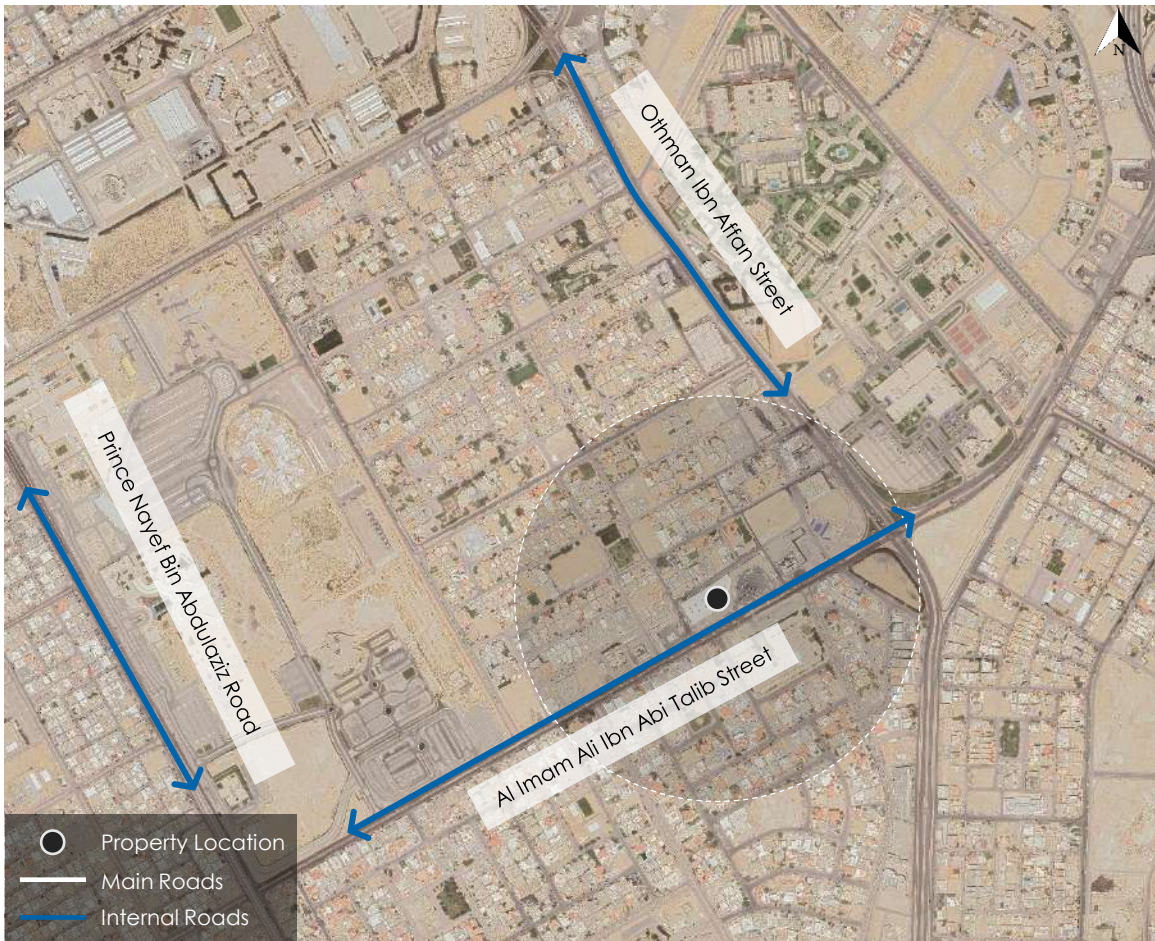 N
Othman Ibn Affan Street
Prince Nayef Bin Abdulaziz Road
Al Imam Ali Ibn Abi Talib Street
Property Location
Main Roads
Internal Roads